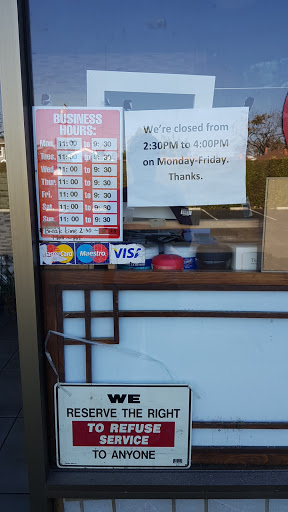 BUSINESS
HOURS:
Mon. 11:00 to 9:30
Tues. 11:00 to 9:30
Wed. 11:00 to 9:30
Thur. 11:00 to 9:30
Fri. 11:00 to 9:30
Sat. 11:00 to 9:30
Sun. 11:00 to 9:30
Break time
We're closed from
2:30PM to 4:00PM
on Monday-Friday.
Thanks.
MasterCard Maestro VISA
WE
RESERVE THE RIGHT
TO REFUSE
SERVICE
TO ANYONE